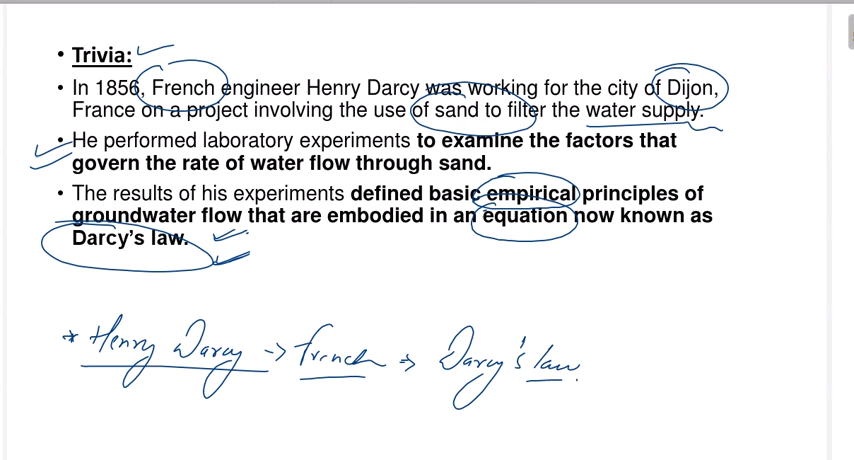 • Trivia:
• In 1856, French engineer Henry Darcy was working for the city of Dijon,
France on a project involving the use of sand to filter the water supply.
• He performed laboratory experiments to examine the factors that
govern the rate of water flow through sand.
• The results of his experiments defined basic empirical principles of
groundwater flow that are embodied in an equation now known as
Darcy's law.
* Henry Darcy -> French => Darcy's law.